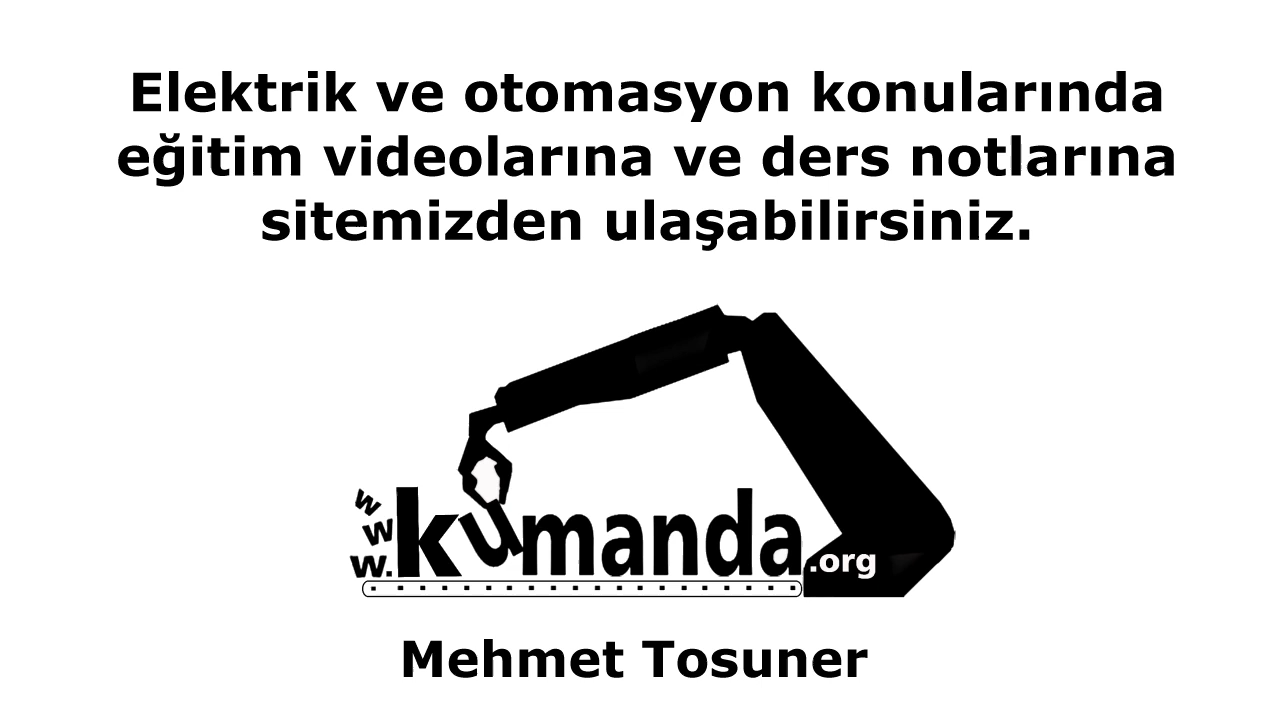 Elektrik ve otomasyon konularında
eğitim videolarına ve ders notlarına
sitemizden ulaşabilirsiniz.
www.kumanda.org
Mehmet Tosuner